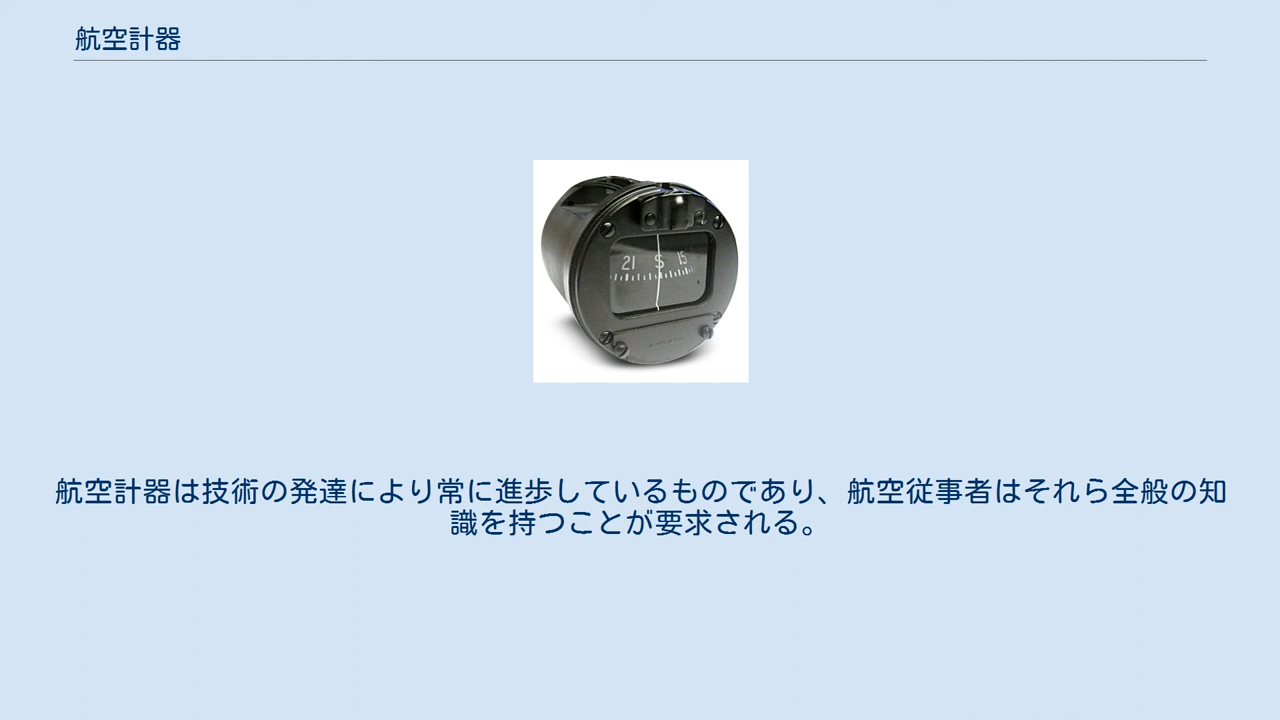 航空計器
21 S 15
航空計器は技術の発達により常に進歩しているものであり、航空従事者はそれら全般の知
識を持つことが要求される。